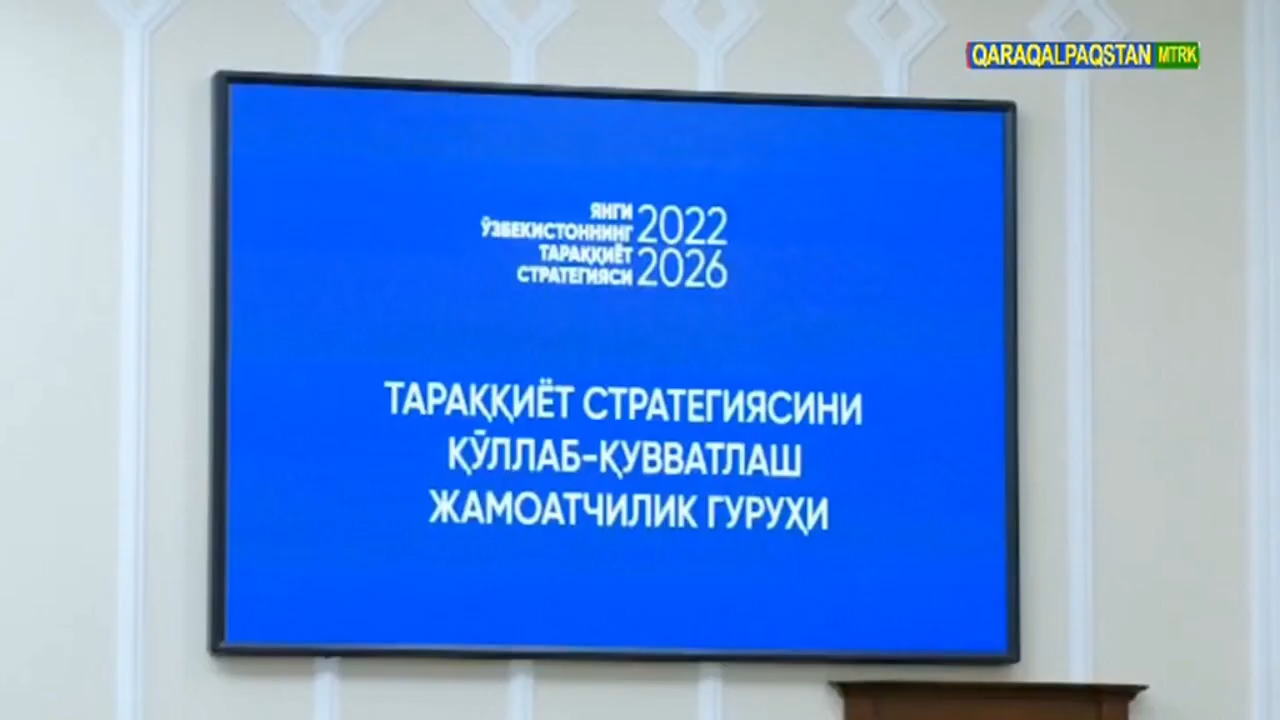 QARAQALPAQSTAN MTRK
ЯНГИ
ЎЗБЕКИСТОННИНГ
ТАРАҚҚИЁТ
СТРАТЕГИЯСИ
2022
2026
ТАРАҚҚИЁТ СТРАТЕГИЯСИНИ
ҚЎЛЛАБ-ҚУВВАТЛАШ
ЖАМОАТЧИЛИК ГУРУҲИ